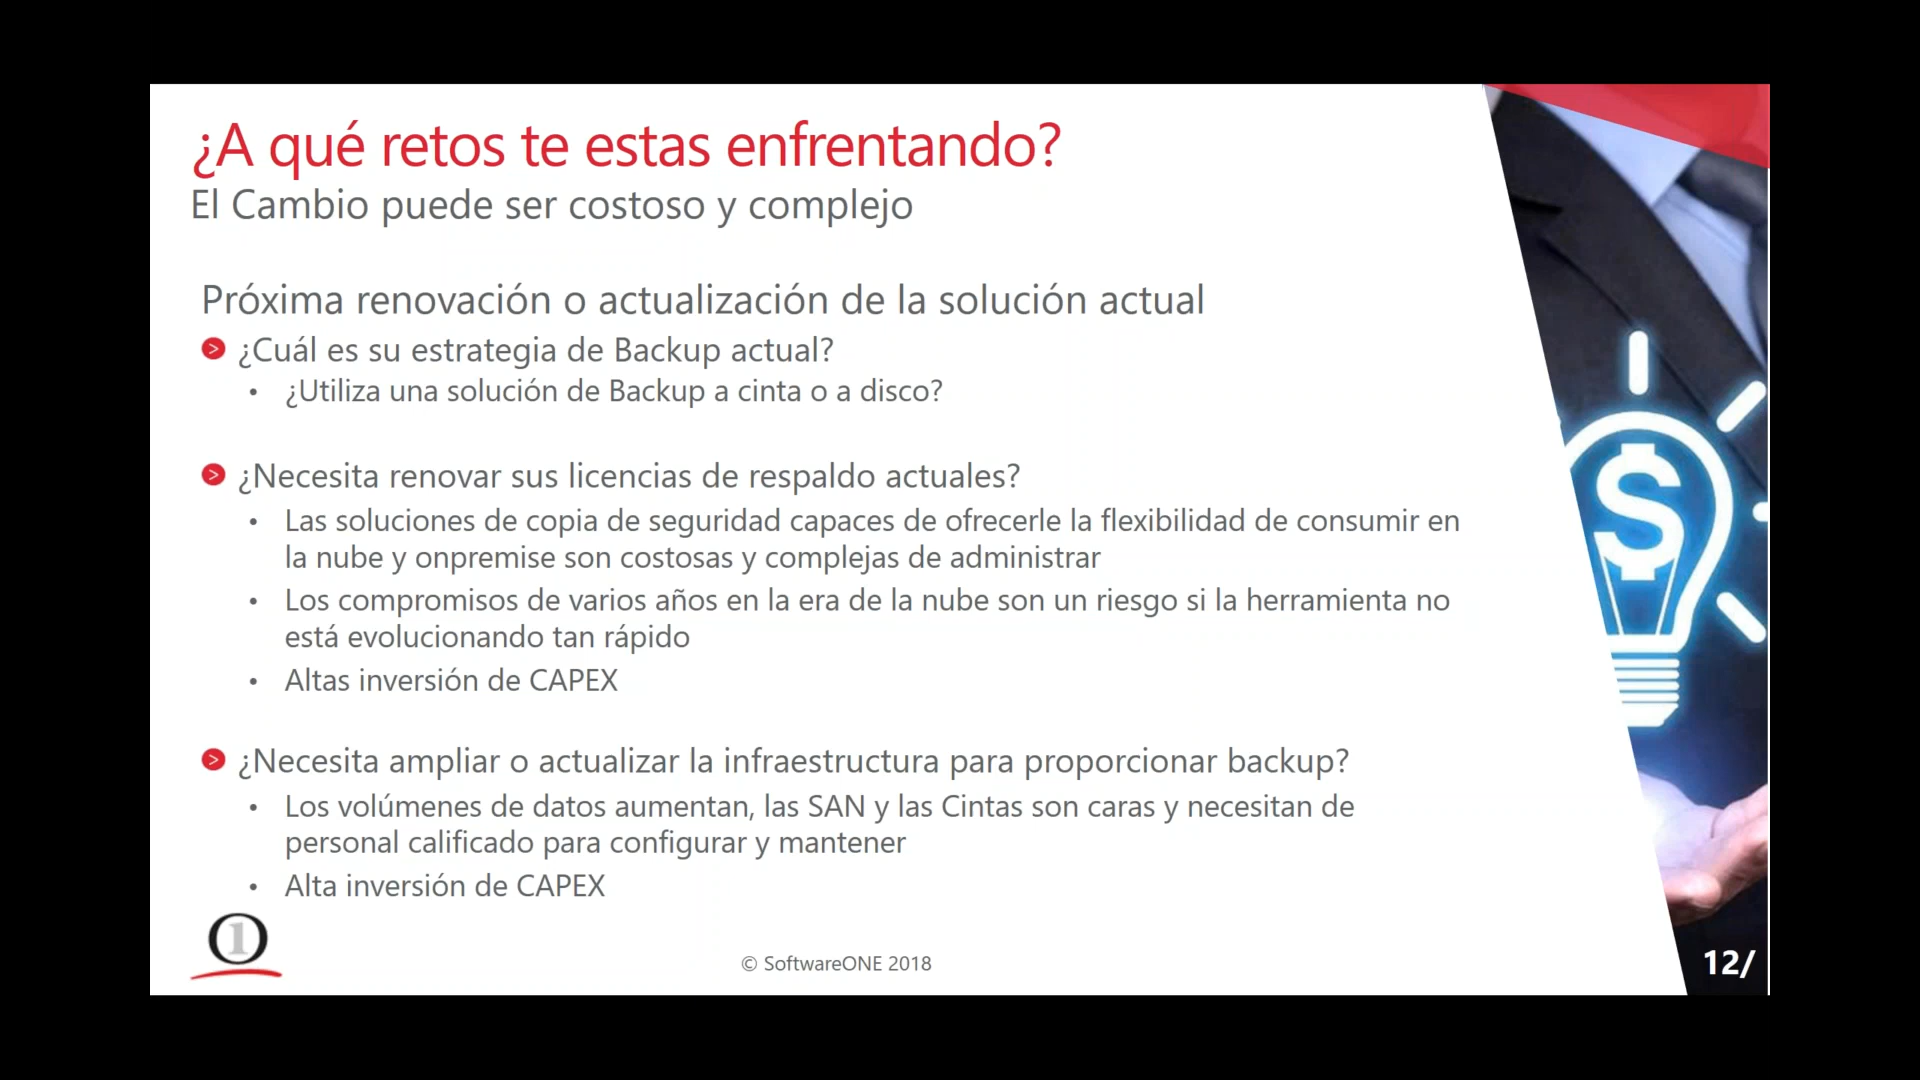 ¿A qué retos te estas enfrentando?
El Cambio puede ser costoso y complejo
Próxima renovación o actualización de la solución actual
> ¿Cuál es su estrategia de Backup actual?
• ¿Utiliza una solución de Backup a cinta o a disco?
> ¿Necesita renovar sus licencias de respaldo actuales?
• Las soluciones de copia de seguridad capaces de ofrecerle la flexibilidad de consumir en
la nube y onpremise son costosas y complejas de administrar
• Los compromisos de varios años en la era de la nube son un riesgo si la herramienta no
está evolucionando tan rápido
• Altas inversión de CAPEX
> ¿Necesita ampliar o actualizar la infraestructura para proporcionar backup?
• Los volúmenes de datos aumentan, las SAN y las Cintas son caras y necesitan de
personal calificado para configurar y mantener
• Alta inversión de CAPEX
$
1
© SoftwareONE 2018
12/